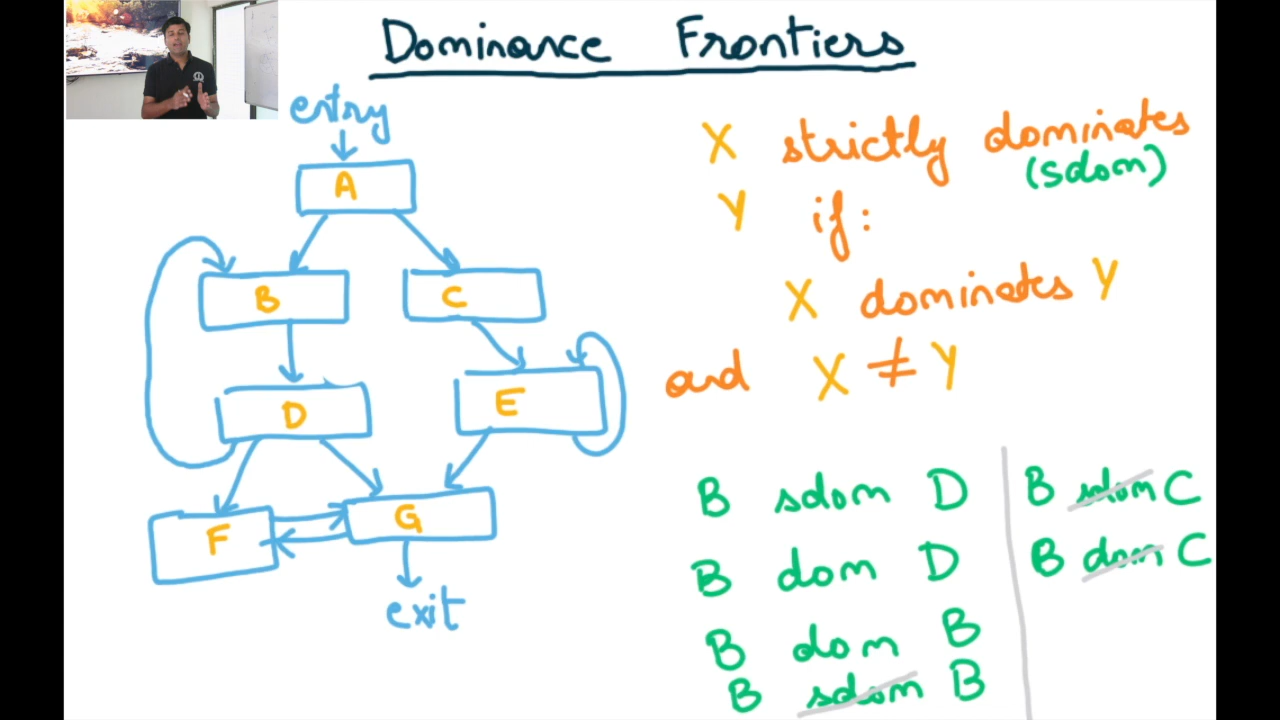 Dominance Frontiers
entry
A
B
C
D
E
F
G
exit
X strictly dominates
(sdom)
Y if:
X dominates Y
and X ≠ Y
B sdom D
B dom D
B dom B
B sdom B
B sdom C
B dom C